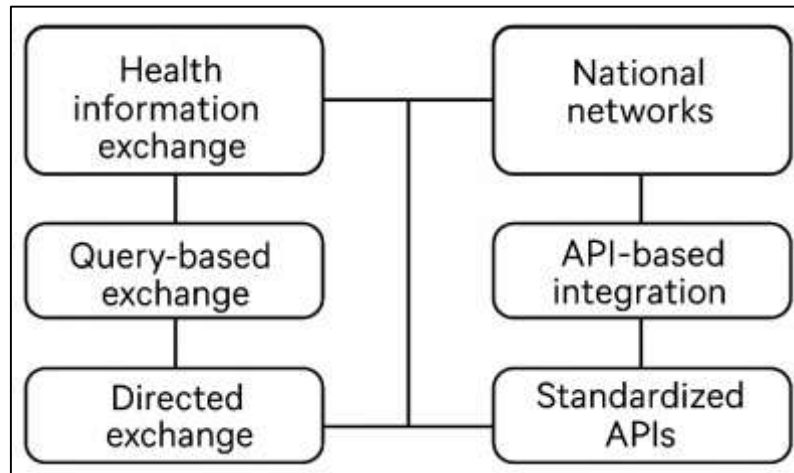 Health
information
exchange
National
networks
Query-based
exchange
API-based
integration
Directed
exchange
Standardized
APIs